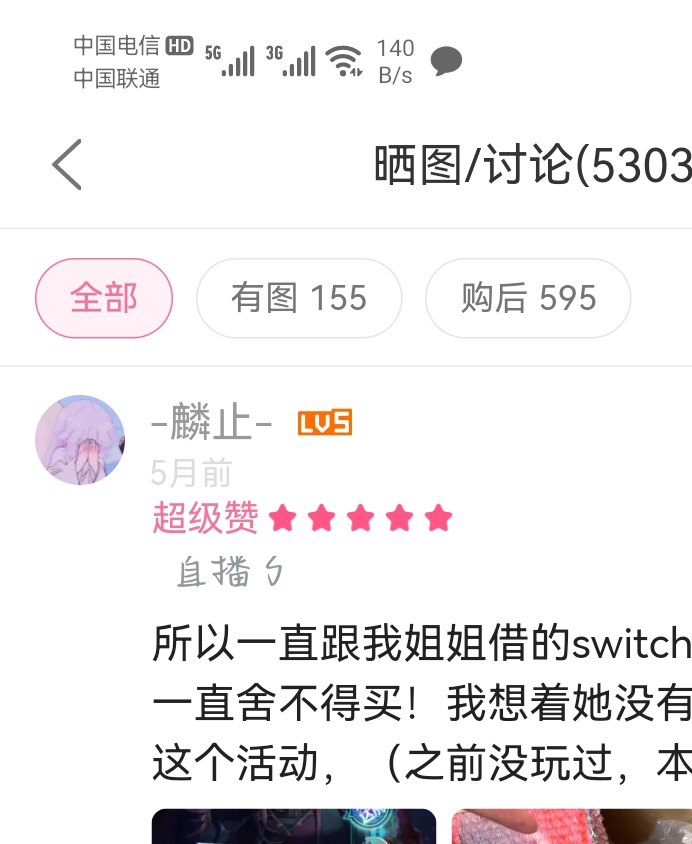 中国电信 HD 5G 3G 140
中国联通 B/s
晒图/讨论(5303
全部 有图 155 购后 595
-麟止- LV5
5月前
超级赞
直播
所以一直跟我姐姐借的switch
一直舍不得买！我想着她没有
这个活动，（之前没玩过，本